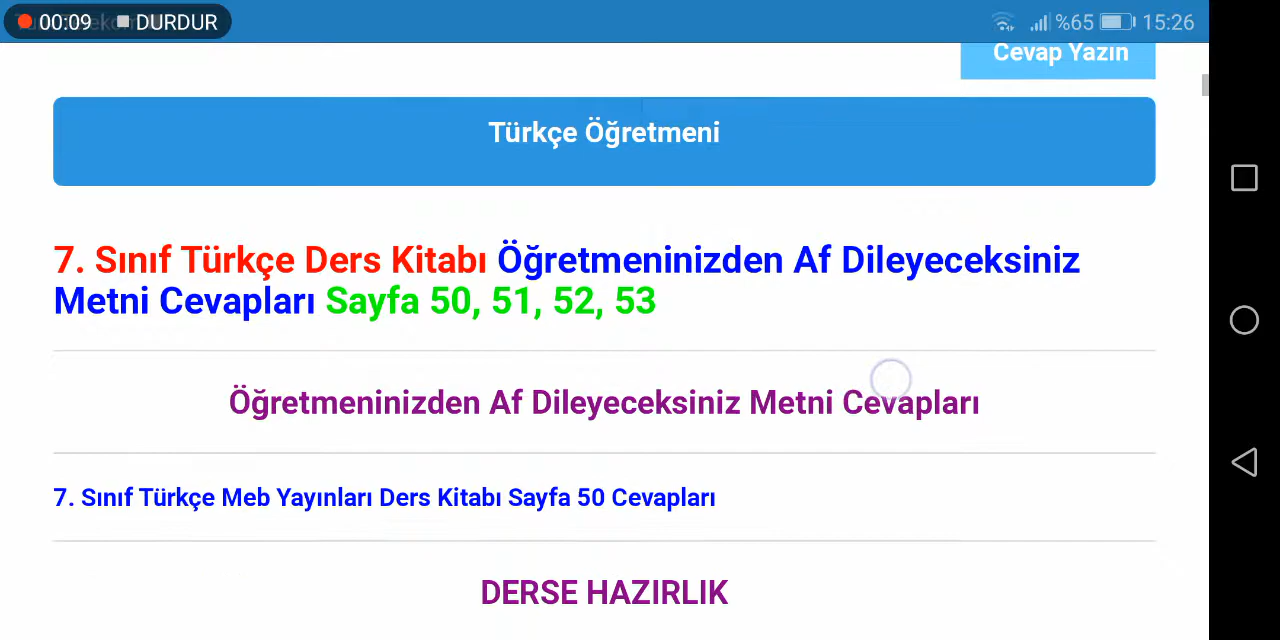 00:09 DURDUR %65 15:26
Cevap Yazın
Türkçe Öğretmeni
7. Sınıf Türkçe Ders Kitabı Öğretmeninizden Af Dileyeceksiniz
Metni Cevapları Sayfa 50, 51, 52, 53
Öğretmeninizden Af Dileyeceksiniz Metni Cevapları
7. Sınıf Türkçe Meb Yayınları Ders Kitabı Sayfa 50 Cevapları
DERSE HAZIRLIK